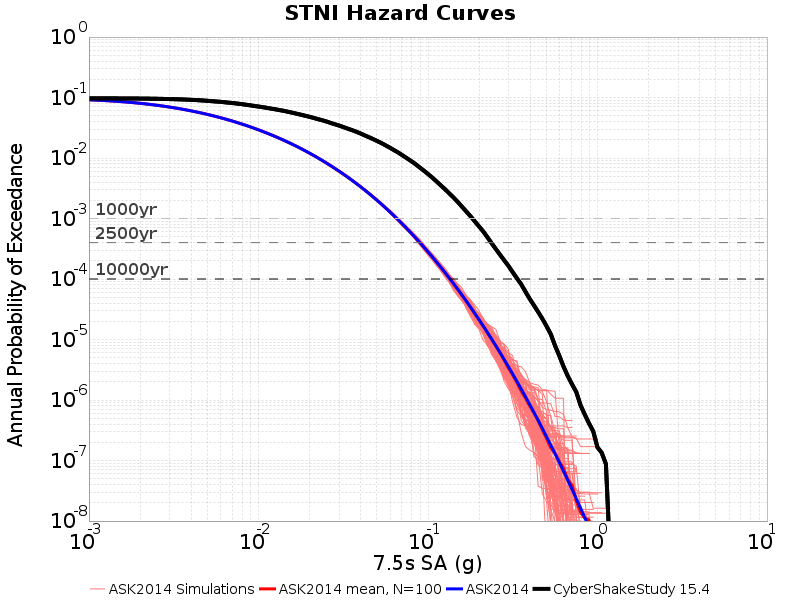 STNI Hazard Curves
Annual Probability of Exceedance
10^0
10^-1
10^-2
10^-3
1000yr
2500yr
10^-4
10000yr
10^-5
10^-6
10^-7
10^-8
10^-3 10^-2 10^-1 10^0 10^1
7.5s SA (g)
ASK2014 Simulations ASK2014 mean, N=100 ASK2014 CyberShakeStudy 15.4